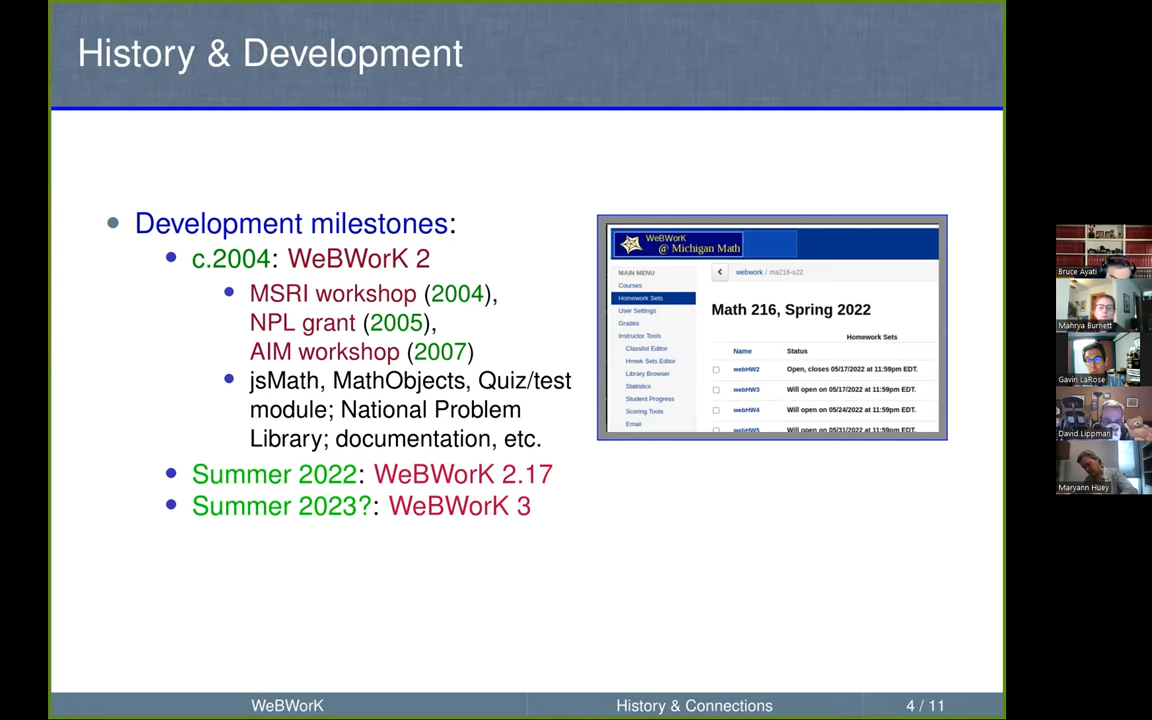 History & Development
Development milestones:
c.2004: WeBWorK 2
MSRI workshop (2004),
NPL grant (2005),
AIM workshop (2007)
jsMath, MathObjects, Quiz/test
module; National Problem
Library; documentation, etc.
Summer 2022: WeBWorK 2.17
Summer 2023?: WeBWorK 3
WeBWorK
@ Michigan Math
MAIN MENU
Courses
Homework Sets
User Settings
Grades
Instructor Tools
Classlist Editor
Hmwk Sets Editor
Library Browser
Statistics
Student Progress
Scoring Tools
Email
webwork / ma216-s22
Math 216, Spring 2022
Homework Sets
Name Status
webHW2 Open, closes 05/17/2022 at 11:59pm EDT.
webHW3 Will open on 05/17/2022 at 11:59pm EDT.
webHW4 Will open on 05/24/2022 at 11:59pm EDT.
webHW5 Will open on 05/31/2022 at 11:59pm EDT.
Bruce Ayati
Mahrya Burnett
Gavin LaRose
David Lippman
Maryann Huey
WeBWorK History & Connections 4 / 11